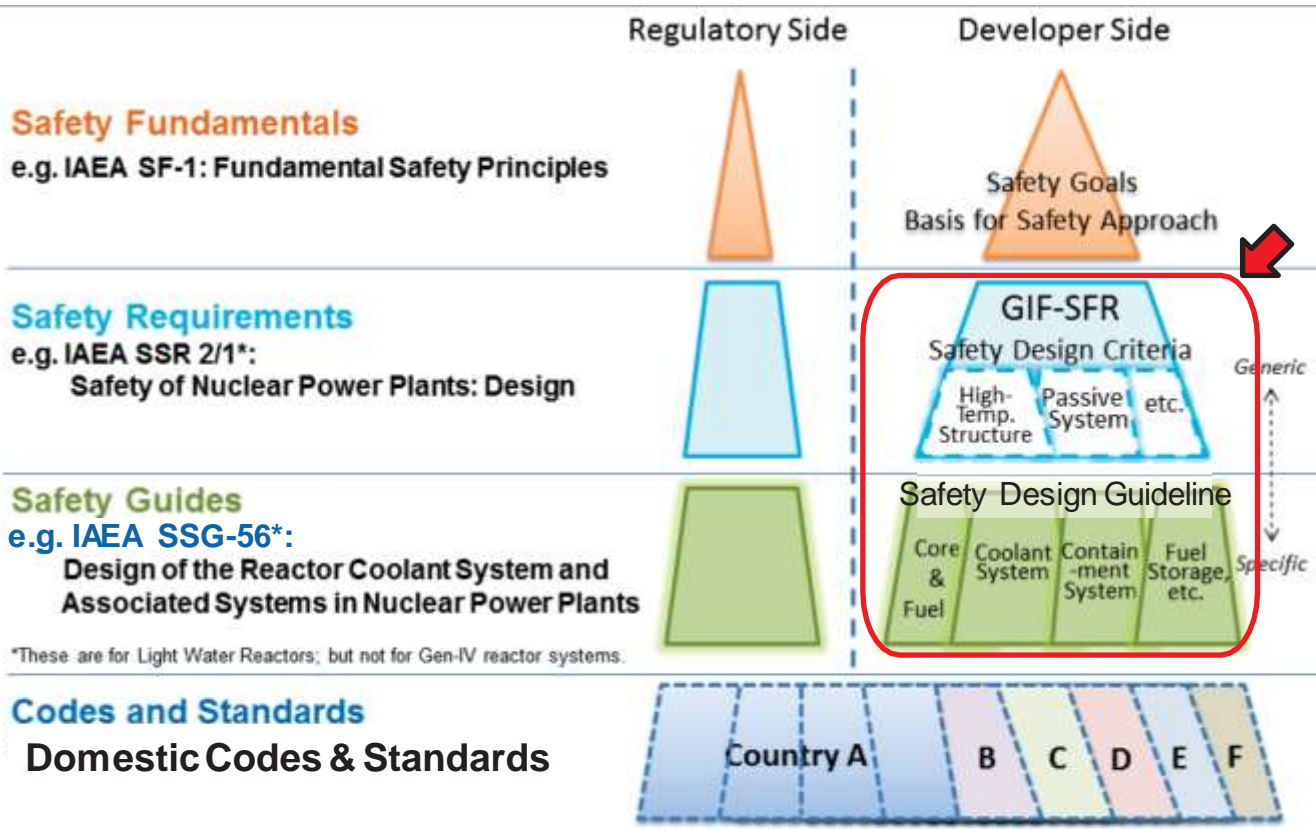 Regulatory Side
Developer Side
Safety Fundamentals
e.g. IAEA SF-1: Fundamental Safety Principles
Safety Goals
Basis for Safety Approach
Safety Requirements
e.g. IAEA SSR 2/1*:
Safety of Nuclear Power Plants: Design
GIF-SFR
Safety Design Criteria
High-
Temp.
Structure
Passive
System
etc.
Generic
Specific
Safety Guides
e.g. IAEA SSG-56*:
Design of the Reactor Coolant System and
Associated Systems in Nuclear Power Plants
*These are for Light Water Reactors; but not for Gen-IV reactor systems.
Safety Design Guideline
Core
&
Fuel
Coolant
System
Contain
-ment
System
Fuel
Storage,
etc.
Codes and Standards
Domestic Codes & Standards
Country A
B
C
D
E
F